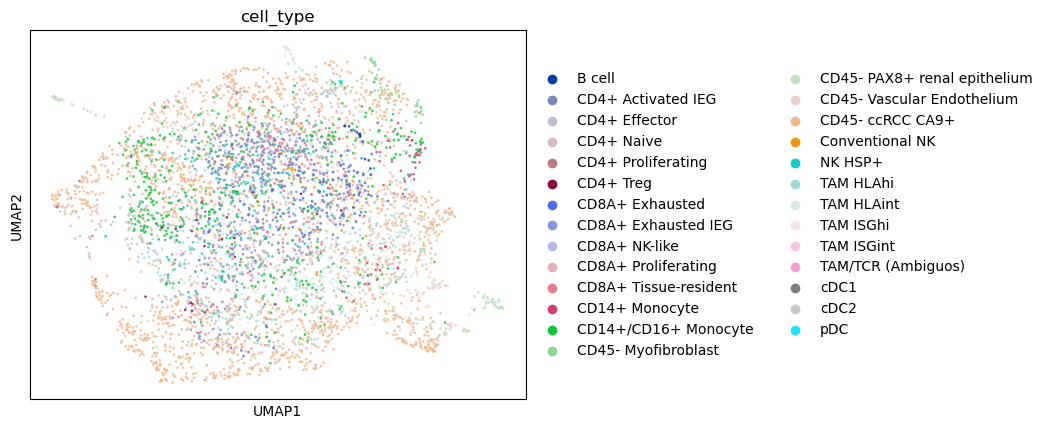 cell_type
UMAP2
UMAP1
B cell
CD4+ Activated IEG
CD4+ Effector
CD4+ Naive
CD4+ Proliferating
CD4+ Treg
CD8A+ Exhausted
CD8A+ Exhausted IEG
CD8A+ NK-like
CD8A+ Proliferating
CD8A+ Tissue-resident
CD14+ Monocyte
CD14+/CD16+ Monocyte
CD45- Myofibroblast
CD45- PAX8+ renal epithelium
CD45- Vascular Endothelium
CD45- ccRCC CA9+
Conventional NK
NK HSP+
TAM HLAhi
TAM HLAint
TAM ISGhi
TAM ISGint
TAM/TCR (Ambiguos)
cDC1
cDC2
pDC